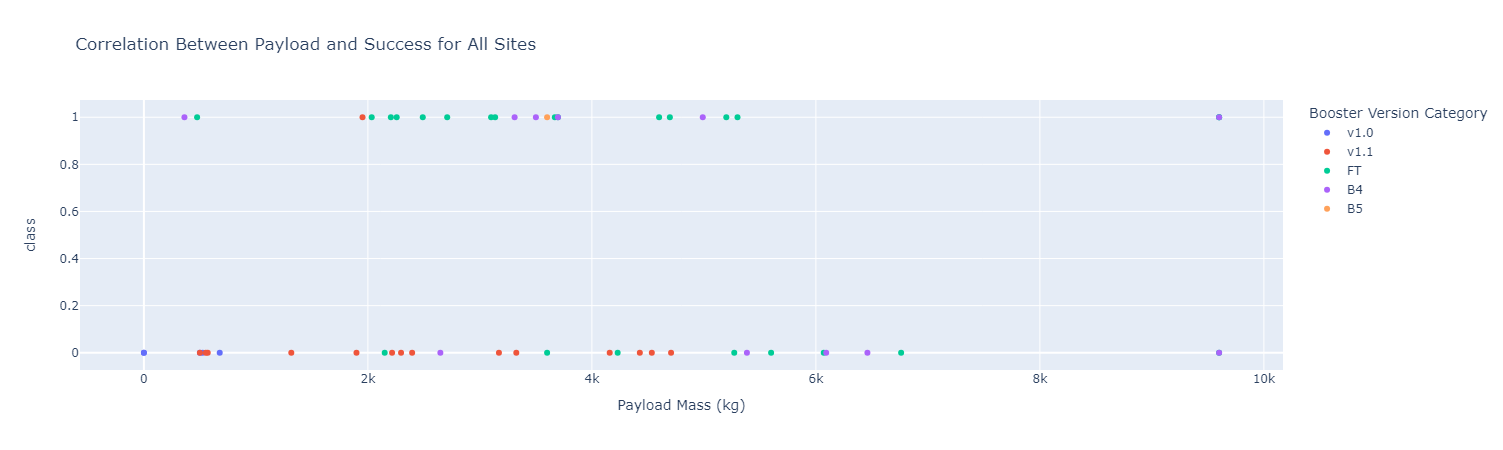 Correlation Between Payload and Success for All Sites
Booster Version Category
v1.0
v1.1
FT
B4
B5
class
1
0.8
0.6
0.4
0.2
0
0 2k 4k 6k 8k 10k
Payload Mass (kg)